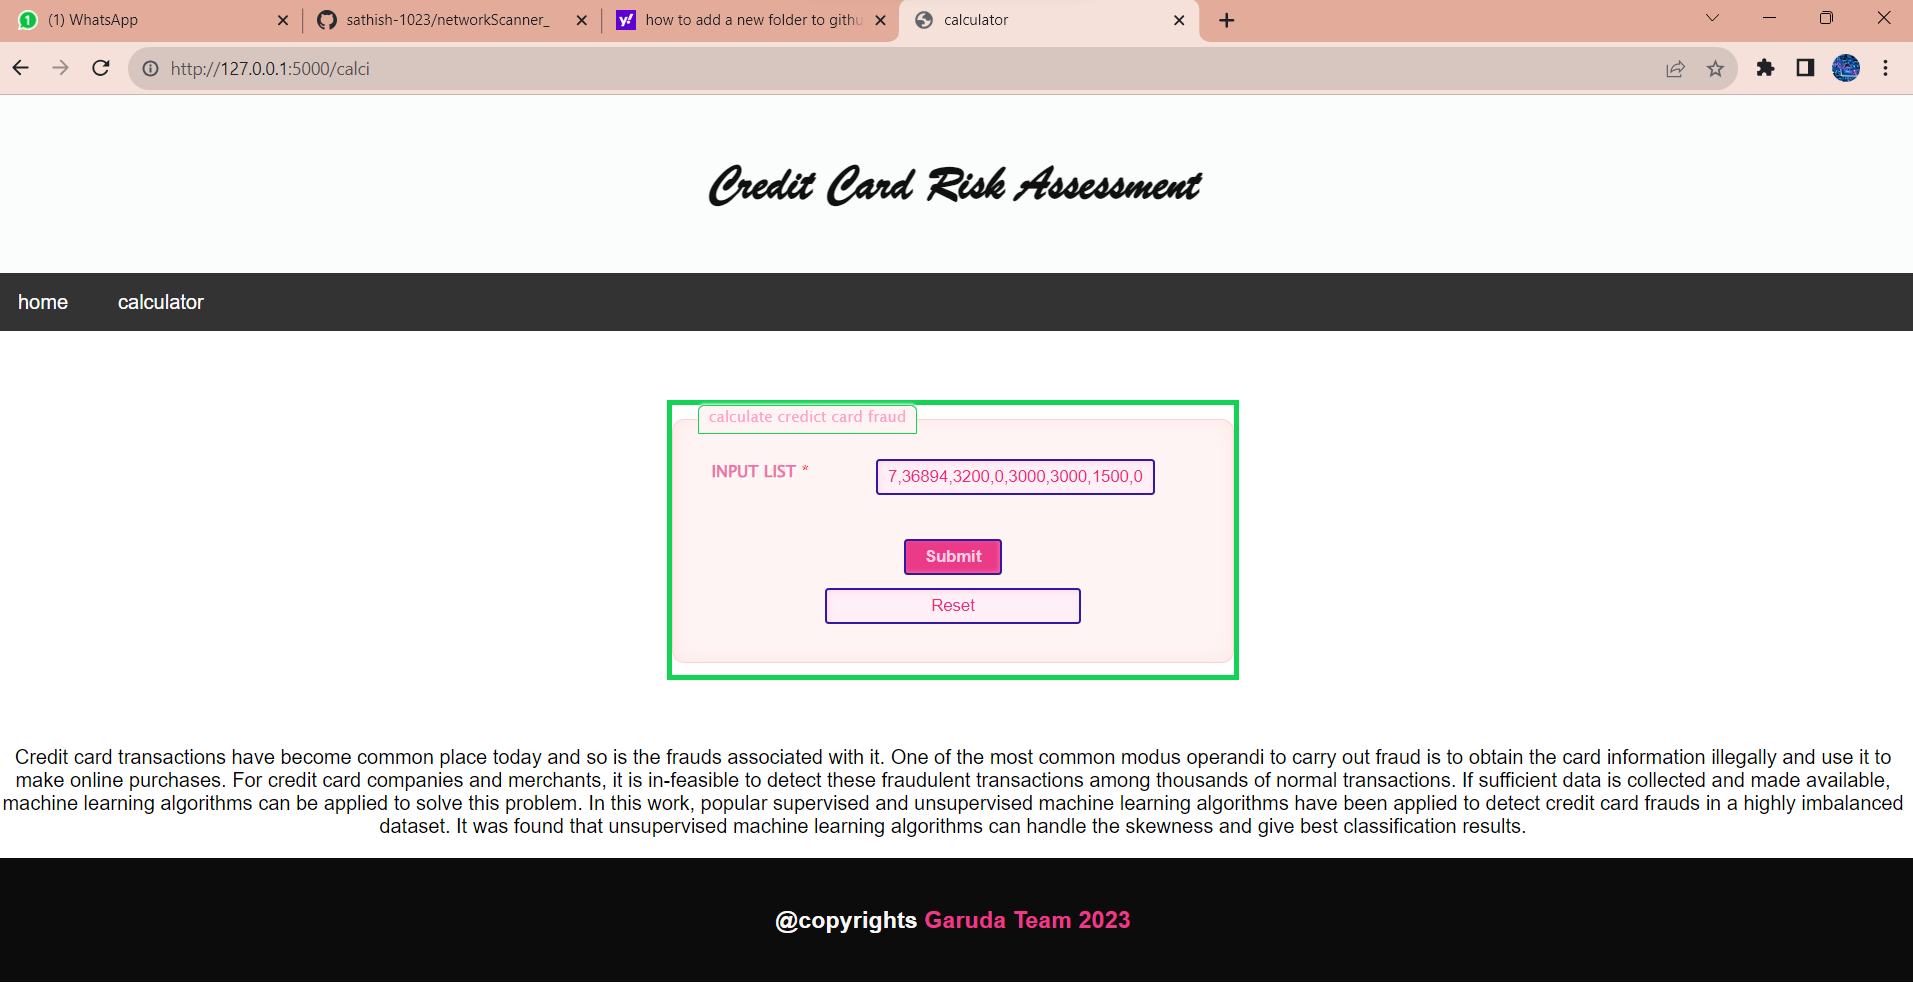 (1) WhatsApp
sathish-1023/networkScanner_
how to add a new folder to githu
calculator
http://127.0.0.1:5000/calci
Credit Card Risk Assessment
home calculator
calculate credict card fraud
INPUT LIST * 7,36894,3200,0,3000,3000,1500,0
Submit
Reset
Credit card transactions have become common place today and so is the frauds associated with it. One of the most common modus operandi to carry out fraud is to obtain the card information illegally and use it to
make online purchases. For credit card companies and merchants, it is in-feasible to detect these fraudulent transactions among thousands of normal transactions. If sufficient data is collected and made available,
machine learning algorithms can be applied to solve this problem. In this work, popular supervised and unsupervised machine learning algorithms have been applied to detect credit card frauds in a highly imbalanced
dataset. It was found that unsupervised machine learning algorithms can handle the skewness and give best classification results.
@copyrights Garuda Team 2023